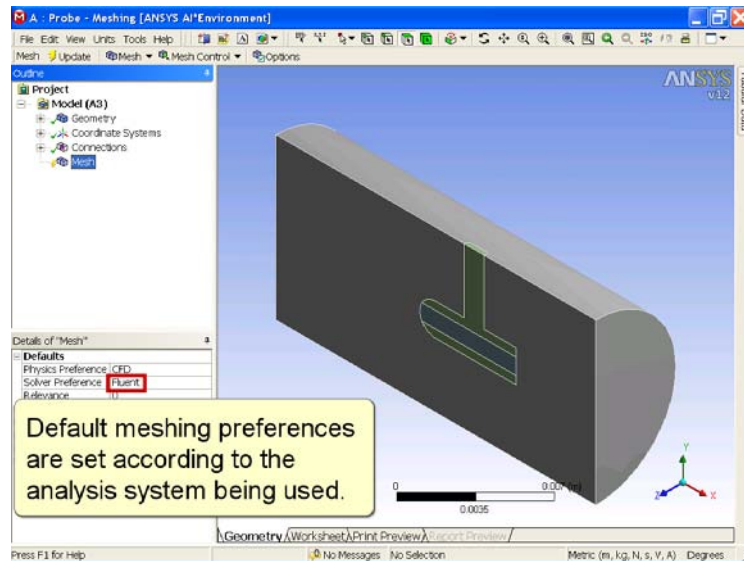 A : Probe - Meshing [ANSYS AI*Environment]
File Edit View Units Tools Help
Mesh Update Mesh Mesh Control Options
Outline
ANSYS
v12
Project
Model (A3)
Geometry
Coordinate Systems
Connections
Mesh
Details of "Mesh"
Defaults
Physics Preference CFD
Solver Preference Fluent
Relevance 0
Default meshing preferences
are set according to the
analysis system being used.
0 0.007 (m)
0.0035
Y
Z X
Geometry Worksheet Print Preview Report Preview
Press F1 for Help No Messages No Selection Metric (m, kg, N, s, V, A) Degrees